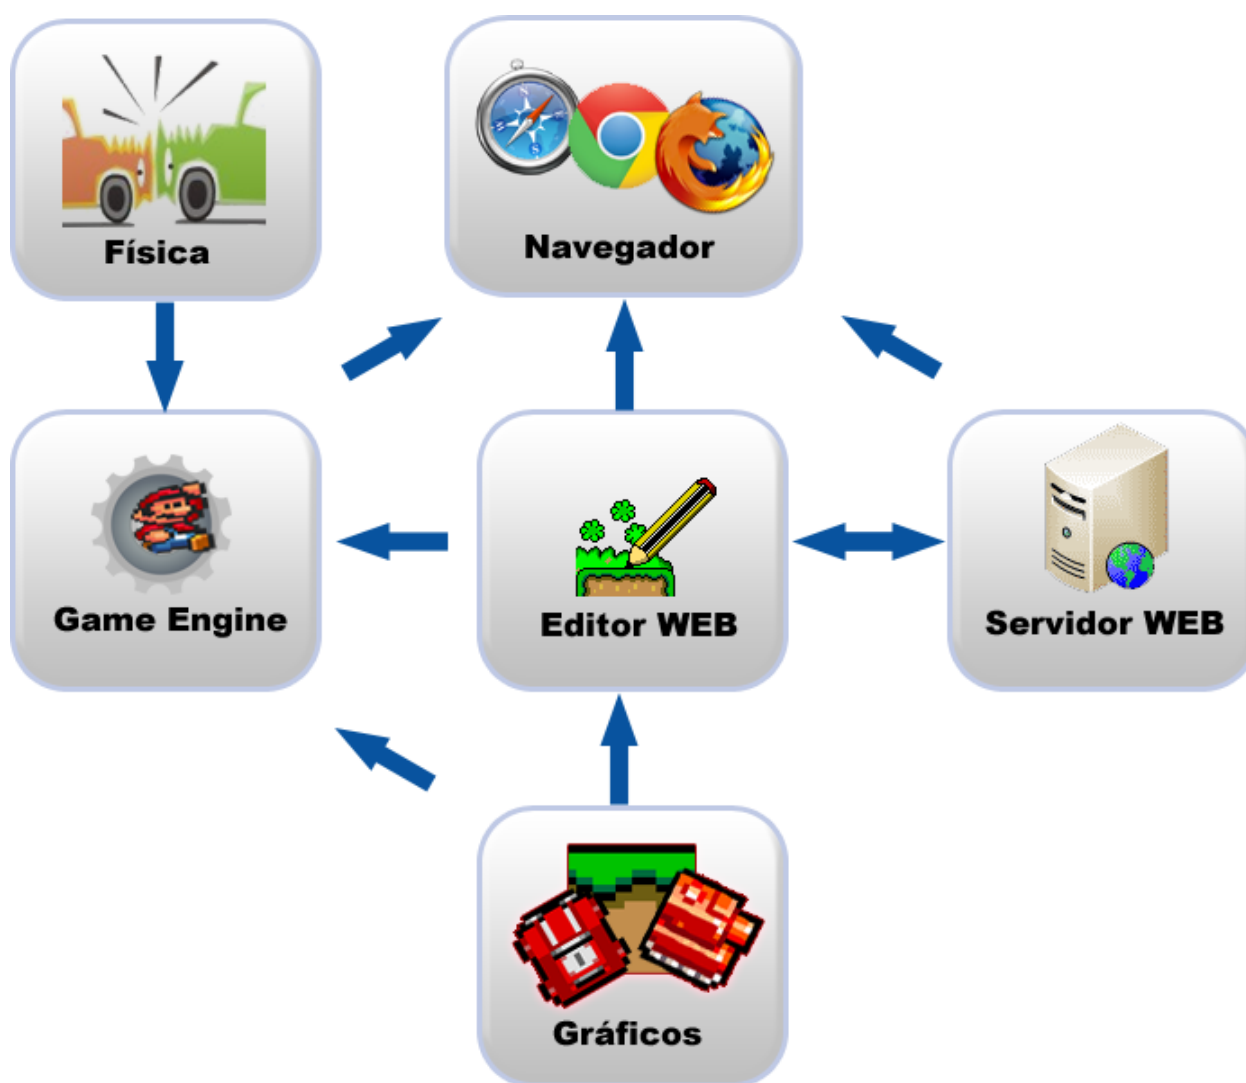 Física
Navegador
Game Engine
Editor WEB
Servidor WEB
Gráficos